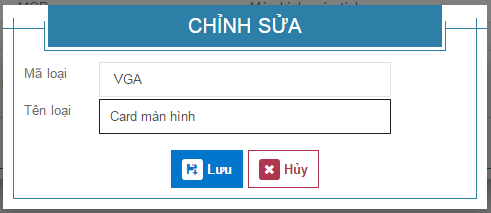 CHỈNH SỬA
Mã loại VGA
Tên loại Card màn hình
Lưu Hủy